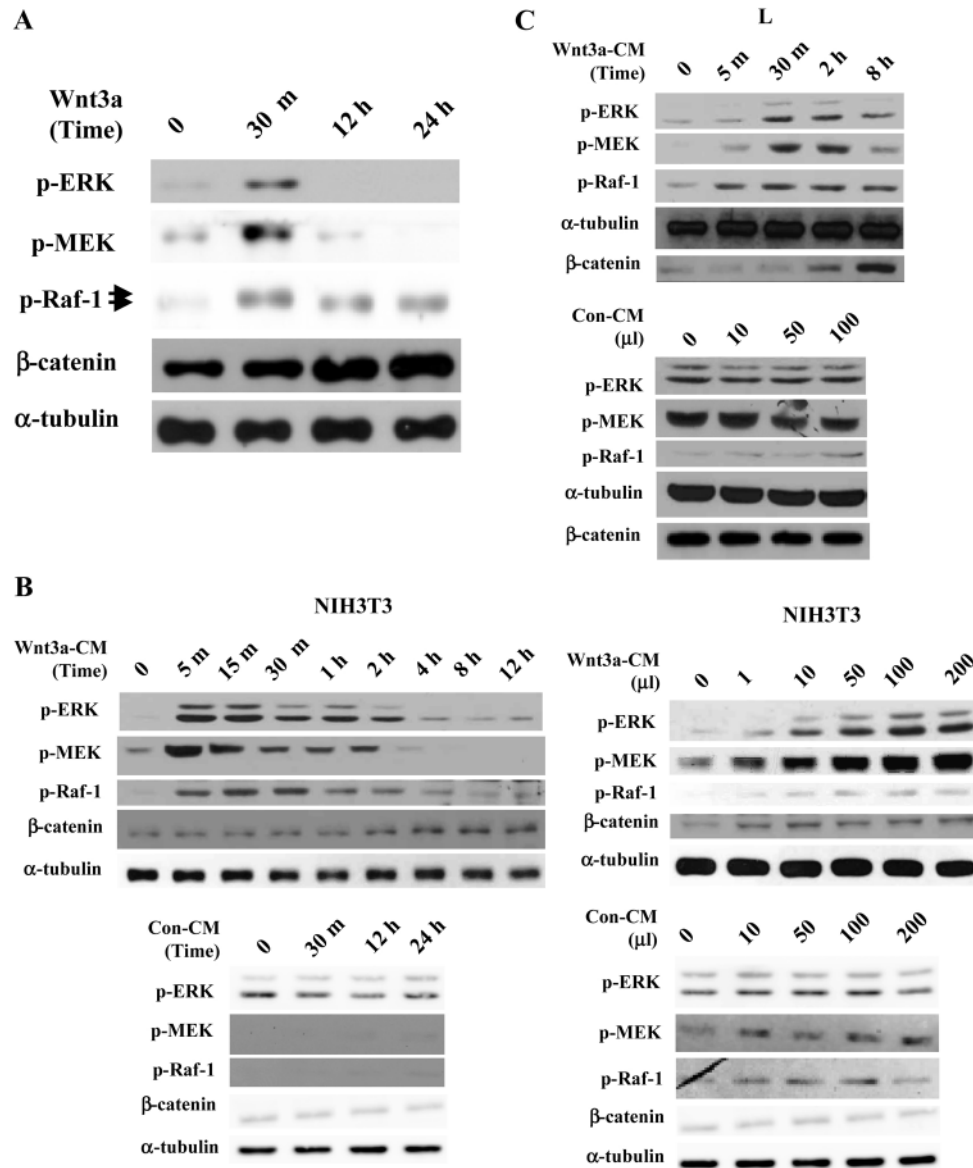 A
Wnt3a
(Time)
0 30 m 12 h 24 h
p-ERK
p-MEK
p-Raf-1
β-catenin
α-tubulin
C
L
Wnt3a-CM
(Time)
0 5 m 30 m 2 h 8 h
p-ERK
p-MEK
p-Raf-1
α-tubulin
β-catenin
Con-CM
(μl)
0 10 50 100
p-ERK
p-MEK
p-Raf-1
α-tubulin
β-catenin
B
NIH3T3
Wnt3a-CM
(Time)
0 5 m 15 m 30 m 1 h 2 h 4 h 8 h 12 h
p-ERK
p-MEK
p-Raf-1
β-catenin
α-tubulin
Con-CM
(Time)
0 30 m 12 h 24 h
p-ERK
p-MEK
p-Raf-1
β-catenin
α-tubulin
NIH3T3
Wnt3a-CM
(μl)
0 1 10 50 100 200
p-ERK
p-MEK
p-Raf-1
β-catenin
α-tubulin
Con-CM
(μl)
0 10 50 100 200
p-ERK
p-MEK
p-Raf-1
β-catenin
α-tubulin